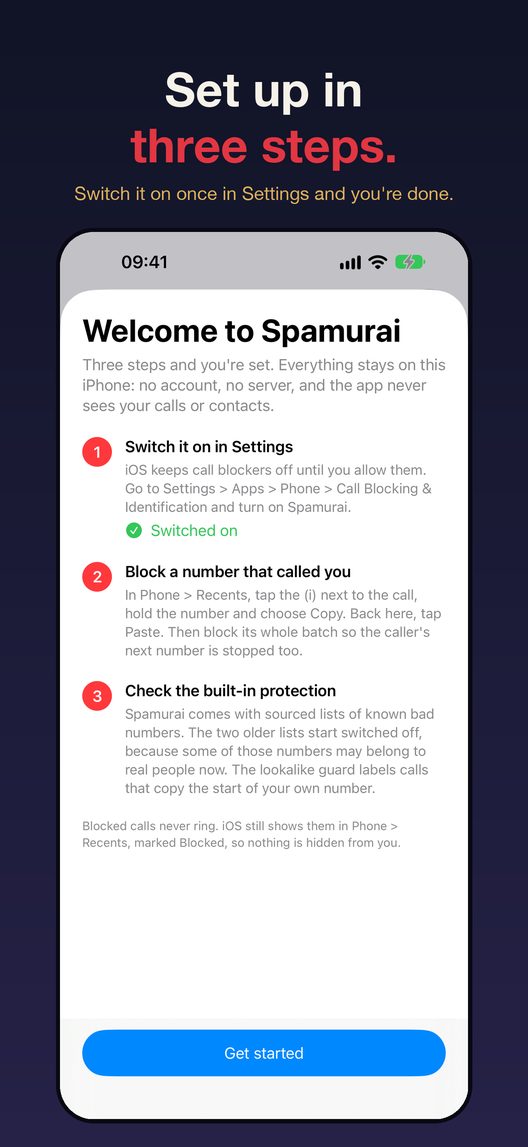 Set up in
three steps.
Switch it on once in Settings and you're done.
09:41
Welcome to Spamurai
Three steps and you're set. Everything stays on this
iPhone: no account, no server, and the app never
sees your calls or contacts.
1
Switch it on in Settings
iOS keeps call blockers off until you allow them.
Go to Settings > Apps > Phone > Call Blocking &
Identification and turn on Spamurai.
Switched on
2
Block a number that called you
In Phone > Recents, tap the (i) next to the call,
hold the number and choose Copy. Back here, tap
Paste. Then block its whole batch so the caller's
next number is stopped too.
3
Check the built-in protection
Spamurai comes with sourced lists of known bad
numbers. The two older lists start switched off,
because some of those numbers may belong to
real people now. The lookalike guard labels calls
that copy the start of your own number.
Blocked calls never ring. iOS still shows them in Phone >
Recents, marked Blocked, so nothing is hidden from you.
Get started